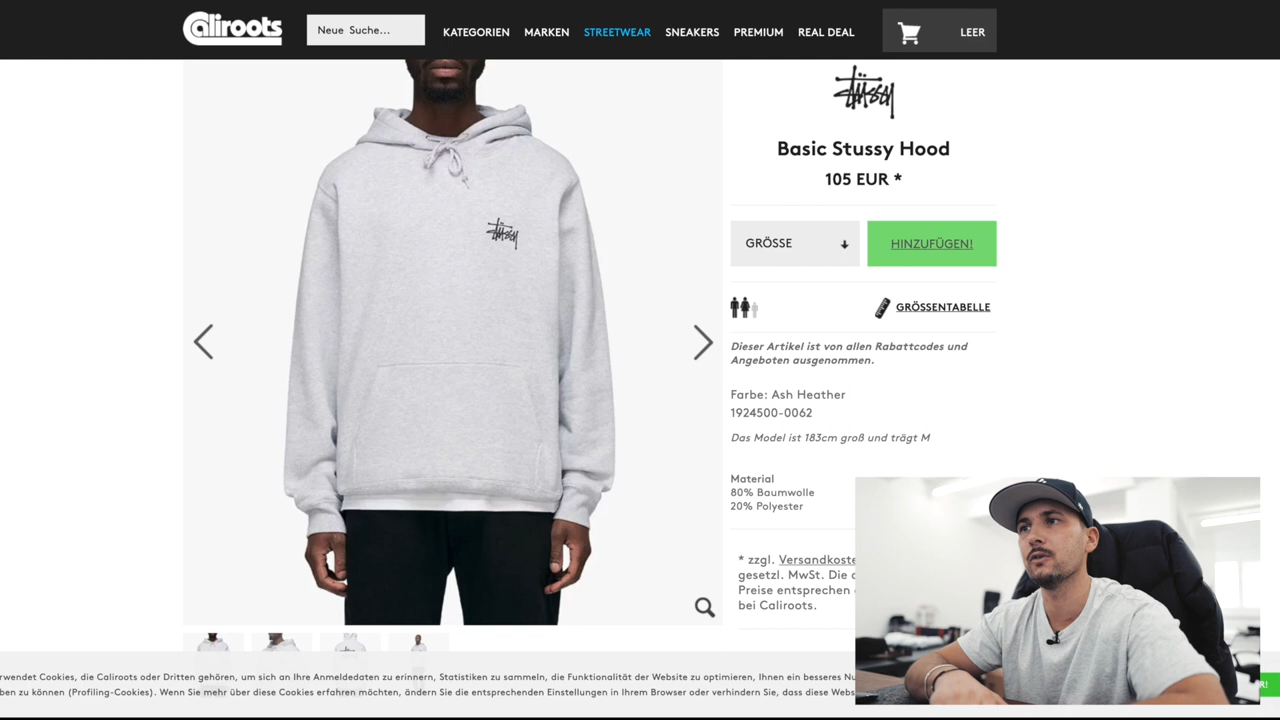 Caliroots
Neue Suche...
KATEGORIEN
MARKEN
STREETWEAR
SNEAKERS
PREMIUM
REAL DEAL
LEER
Stüssy
Basic Stussy Hood
105 EUR *
GRÖSSE
HINZUFÜGEN!
GRÖSSENTABELLE
Dieser Artikel ist von allen Rabattcodes und
Angeboten ausgenommen.
Farbe: Ash Heather
1924500-0062
Das Model ist 183cm groß und trägt M
Material
80% Baumwolle
20% Polyester
* zzgl. Versandkoste
gesetzl. MwSt. Die
Preise entsprechen
bei Caliroots.
Stüssy
rwendet Cookies, die Caliroots oder Dritten gehören, um sich an Ihre Anmeldedaten zu erinnern, Statistiken zu sammeln, die Funktionalität der Website zu optimieren, Ihnen ein besseres Nu
ben zu können (Profiling-Cookies). Wenn Sie mehr über diese Cookies erfahren möchten, ändern Sie die entsprechenden Einstellungen in Ihrem Browser oder verhindern Sie, dass diese Webs
R!